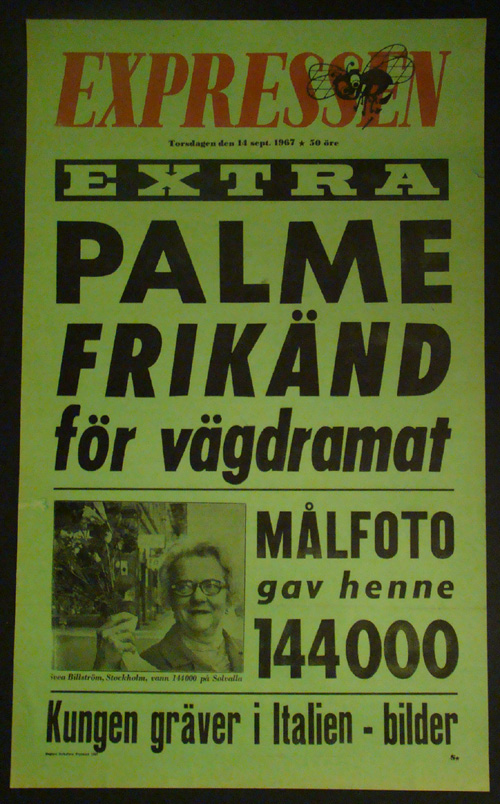 EXPRESSEN
Torsdagen den 14 sept. 1967 ★ 50 öre
EXTRA
PALME
FRIKÄND
för vägdramat
MÅLFOTO
gav henne
144000
Billström, Stockholm, vann 144000 på Solvalla
Kungen gräver i Italien - bilder